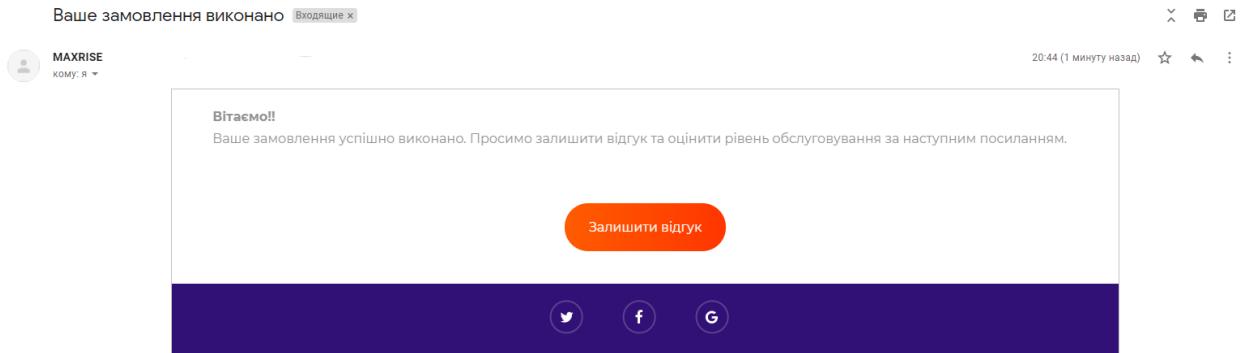 Ваше замовлення виконано Входящие x
MAXRISE
20:44 (1 минуту назад)
кому: я
Вітаємо!!
Ваше замовлення успішно виконано. Просимо залишити відгук та оцінити рівень обслуговування за наступним посиланням.
Залишити відгук